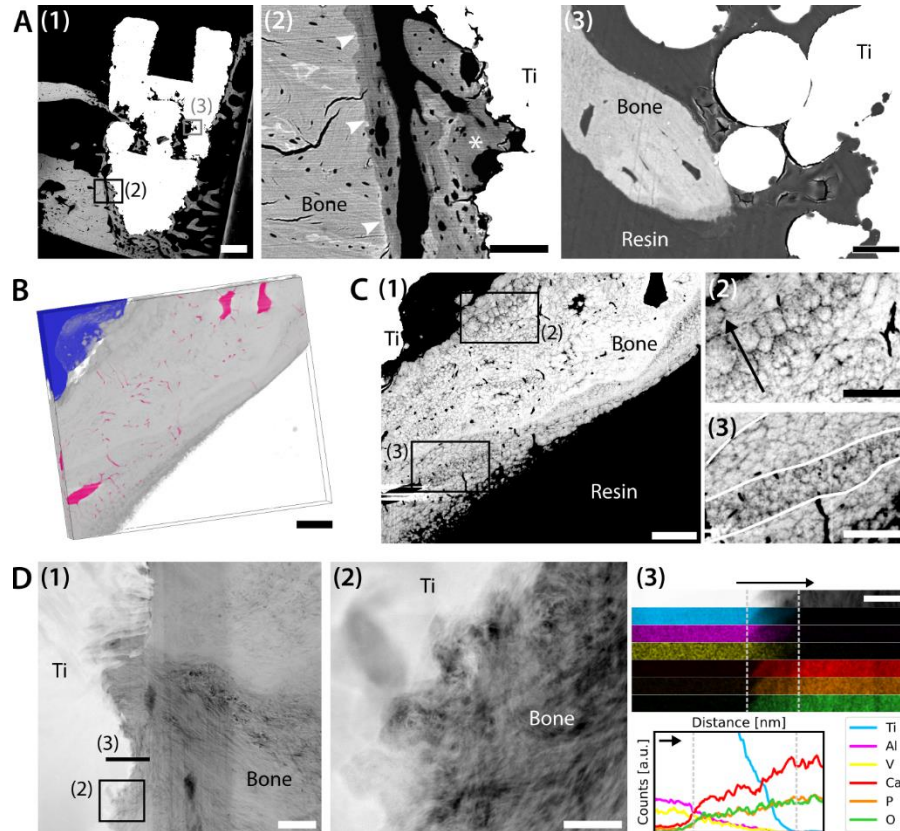 A (1) (2) (3)
Ti
Ti
(3)
(2)
Bone
Bone
*
Resin
B
C (1) (2)
Ti
(2)
Bone
(3)
(3)
Resin
D (1) (2) (3)
Ti
Ti
(3)
(2)
Bone
Bone
Distance [nm]
Counts [a.u.]
Ti
Al
V
Ca
P
O